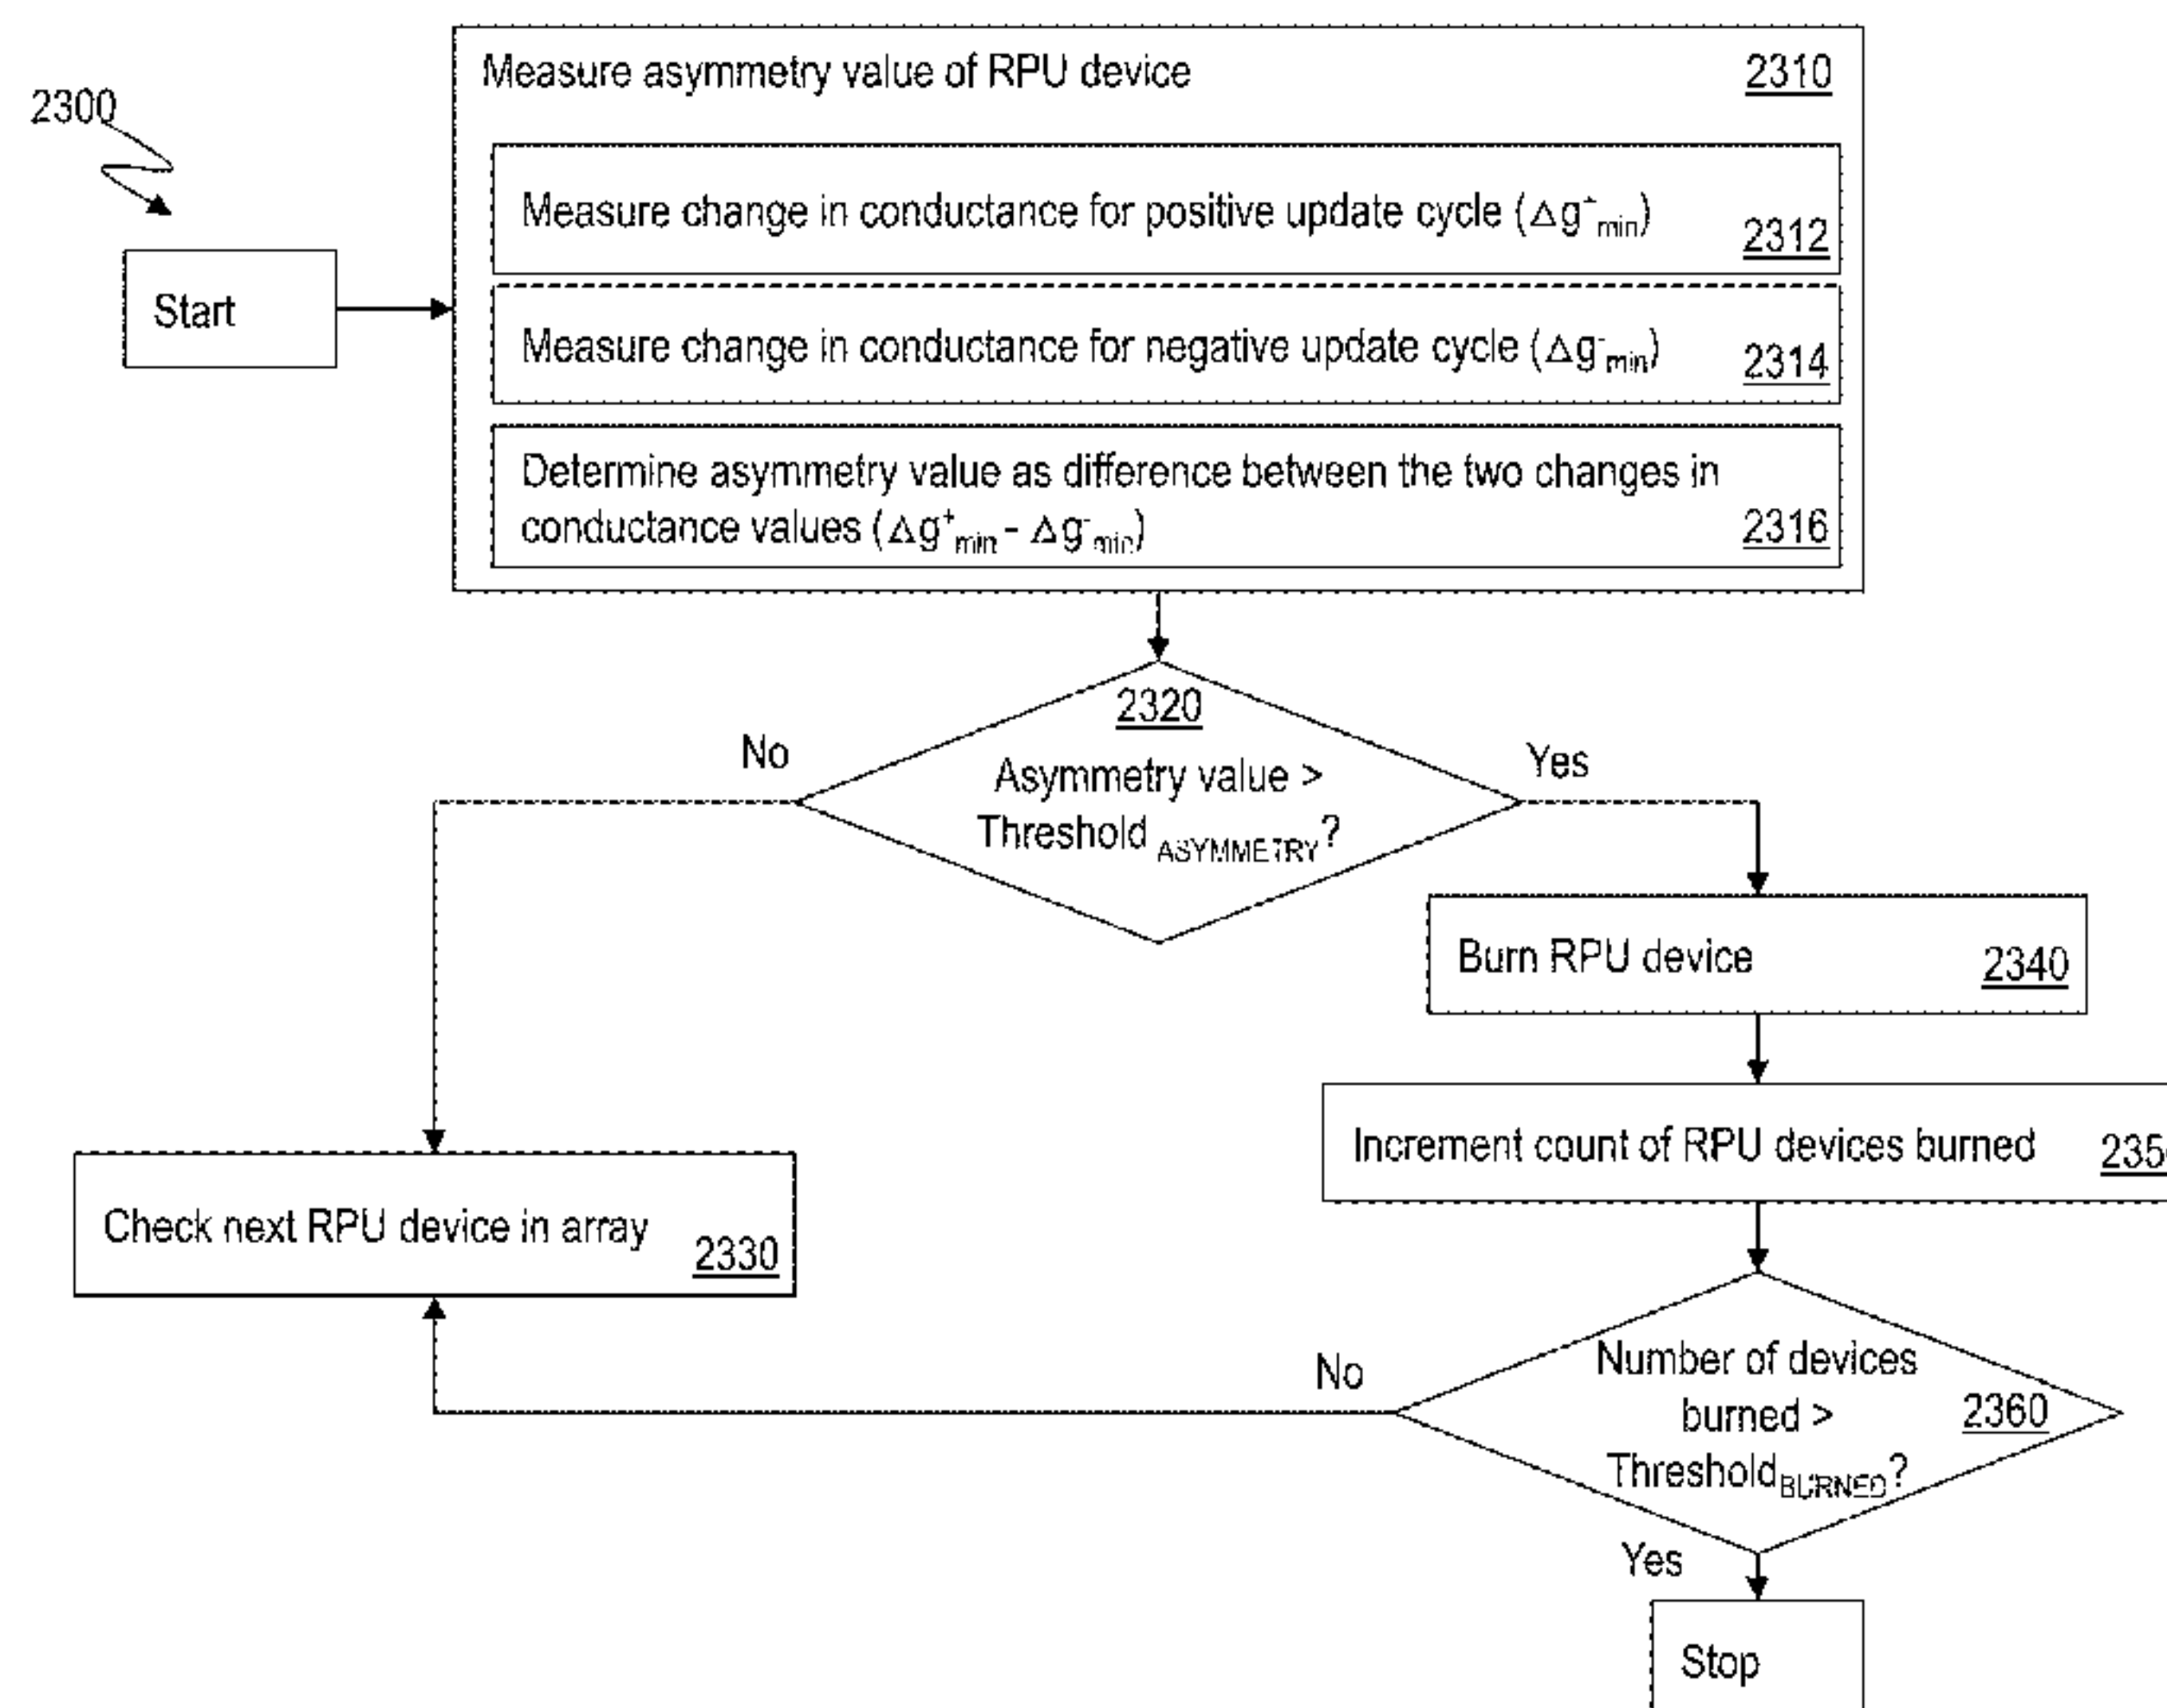 2300
Start
Measure asymmetry value of RPU device 2310
Measure change in conductance for positive update cycle (Δg⁺min) 2312
Measure change in conductance for negative update cycle (Δg⁻min) 2314
Determine asymmetry value as difference between the two changes in
conductance values (Δg⁺min - Δg⁻min) 2316
2320
Asymmetry value >
Threshold ASYMMETRY?
No
Yes
Burn RPU device 2340
Increment count of RPU devices burned
Check next RPU device in array 2330
Number of devices
burned > 2360
ThresholdBURNED?
No
Yes
Stop